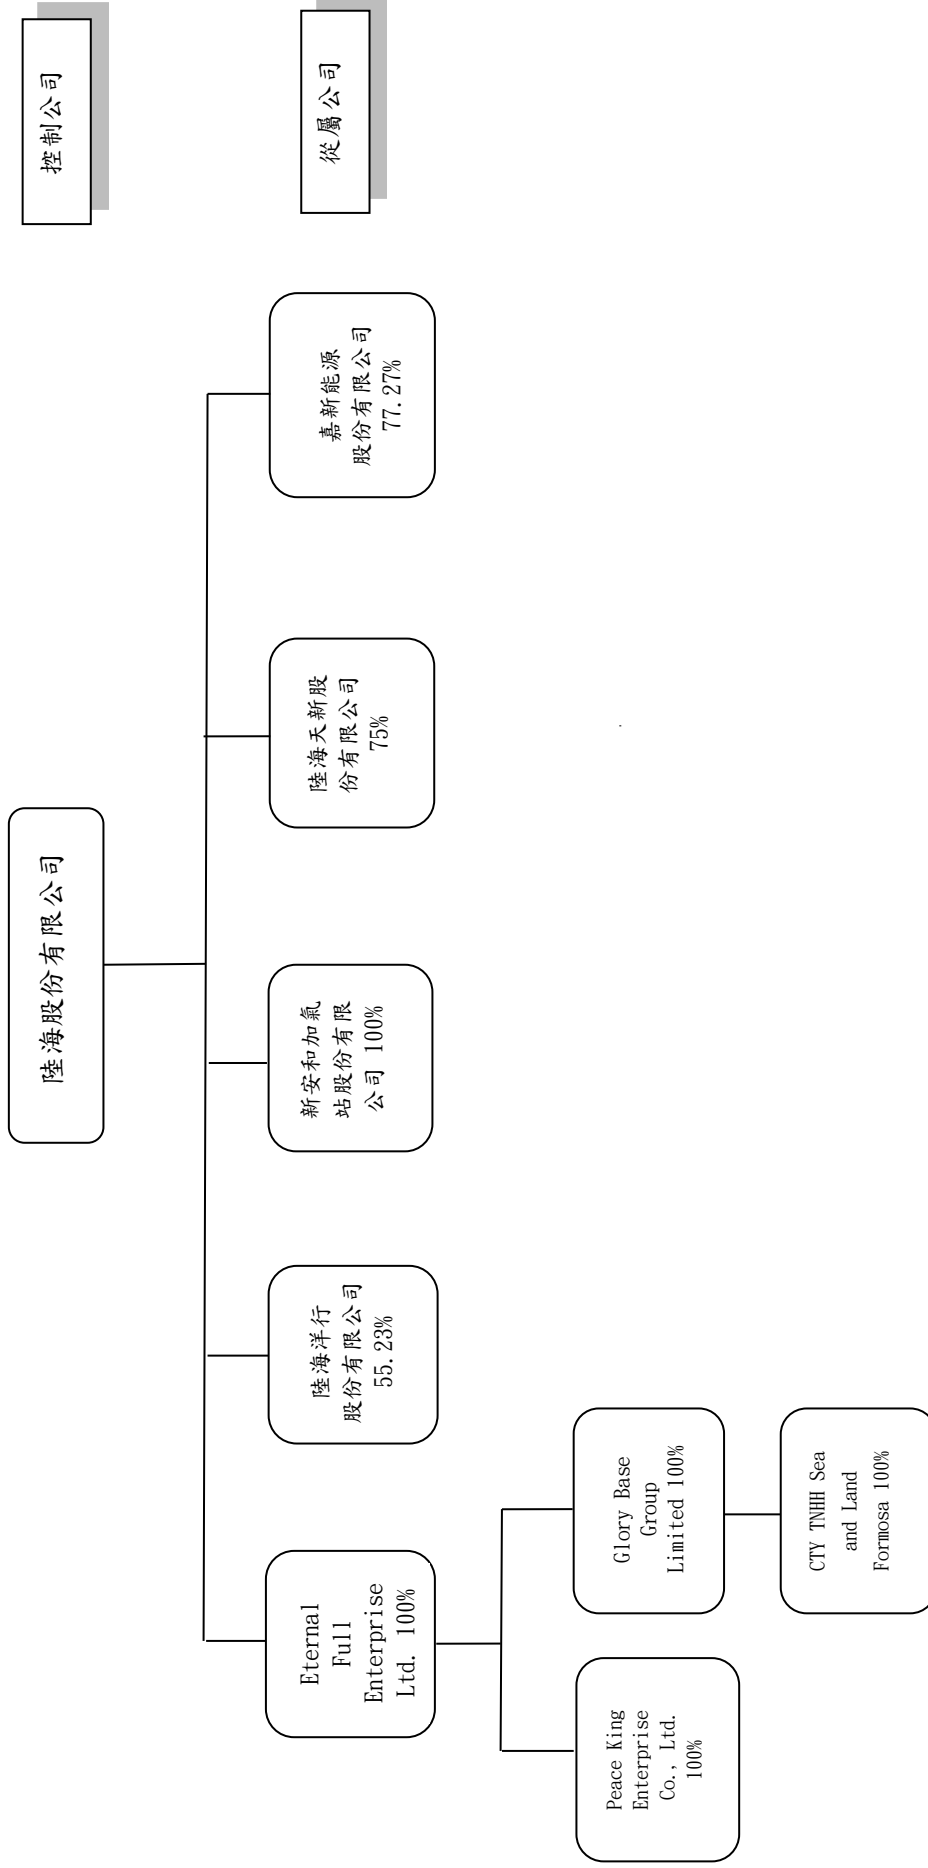 控制公司
陸海股份有限公司
從屬公司
Eternal
Full
Enterprise
Ltd. 100%
陸海洋行
股份有限公司
55.23%
新安和加氣
站股份有限
公司 100%
陸海天新股
份有限公司
75%
嘉新能源
股份有限公司
77.27%
Peace King
Enterprise
Co., Ltd.
100%
Glory Base
Group
Limited 100%
CTY TNHH Sea
and Land
Formosa 100%